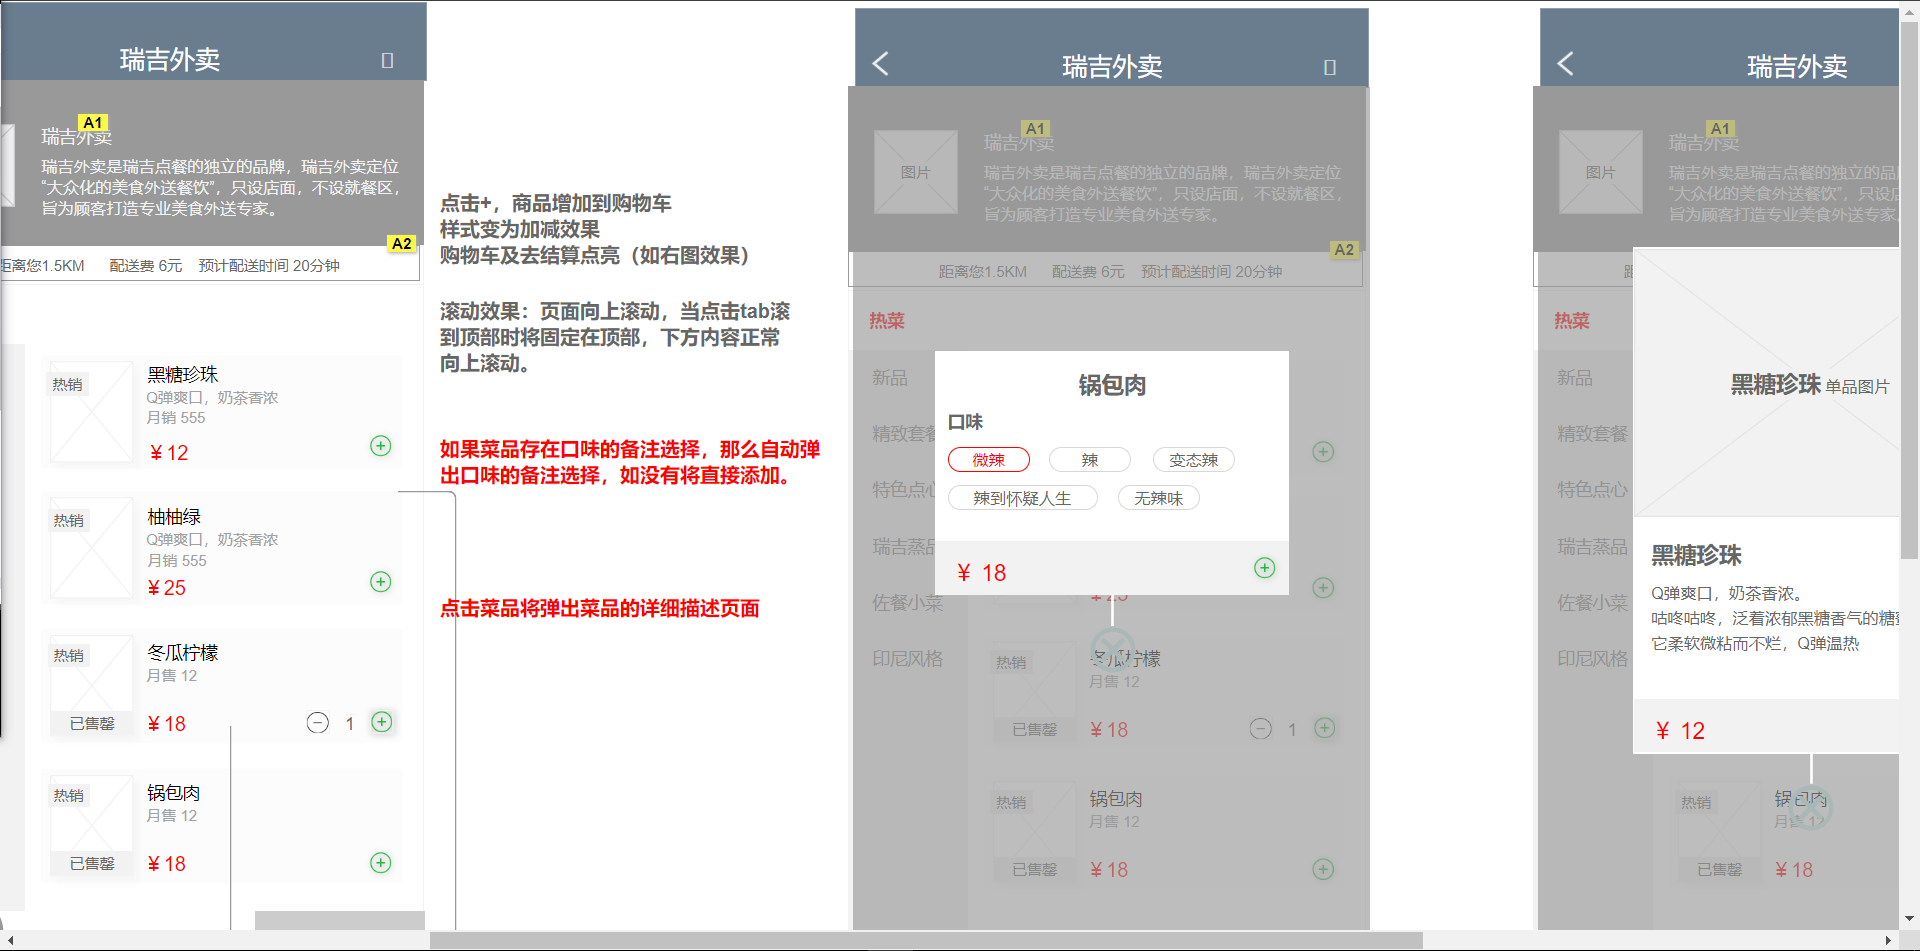 瑞吉外卖
A1
瑞吉外卖
瑞吉外卖是瑞吉点餐的独立的品牌，瑞吉外卖定位
“大众化的美食外送餐饮”，只设店面，不设就餐区，
旨为顾客打造专业美食外送专家。
A2
距离您1.5KM 配送费 6元 预计配送时间 20分钟
热销
黑糖珍珠
Q弹爽口，奶茶香浓
月销 555
￥12
热销
柚柚绿
Q弹爽口，奶茶香浓
月销 555
￥25
热销
冬瓜柠檬
月售 12
已售罄
￥18
1
热销
锅包肉
月售 12
已售罄
￥18
点击+，商品增加到购物车
样式变为加减效果
购物车及去结算点亮（如右图效果）
滚动效果：页面向上滚动，当点击tab滚
到顶部时将固定在顶部，下方内容正常
向上滚动。
如果菜品存在口味的备注选择，那么自动弹
出口味的备注选择，如没有将直接添加。
点击菜品将弹出菜品的详细描述页面
瑞吉外卖
A1
图片
瑞吉外卖
瑞吉外卖是瑞吉点餐的独立的品牌，瑞吉外卖定位
“大众化的美食外送餐饮”，只设店面，不设就餐区，
旨为顾客打造专业美食外送专家。
A2
距离您1.5KM 配送费 6元 预计配送时间 20分钟
热菜
新品
精致套餐
特色点心
瑞吉蒸品
佐餐小菜
印尼风格
锅包肉
口味
微辣 辣 变态辣
辣到怀疑人生 无辣味
￥ 18
￥25
热销
冬瓜柠檬
月售 12
已售罄
￥18
1
热销
锅包肉
月售 12
已售罄
￥18
瑞吉外卖
A1
图片
瑞吉外卖
瑞吉外卖是瑞吉点餐的独立的品
“大众化的美食外送餐饮”，只设店
旨为顾客打造专业美食外送专家。
距
热菜
新品
精致套餐
特色点心
瑞吉蒸品
佐餐小菜
印尼风格
黑糖珍珠 单品图片
黑糖珍珠
Q弹爽口，奶茶香浓。
咕咚咕咚，泛着浓郁黑糖香气的糖蜜
它柔软微粘而不烂，Q弹温热
￥ 12
热销
锅包肉
月售 12
已售罄
￥18